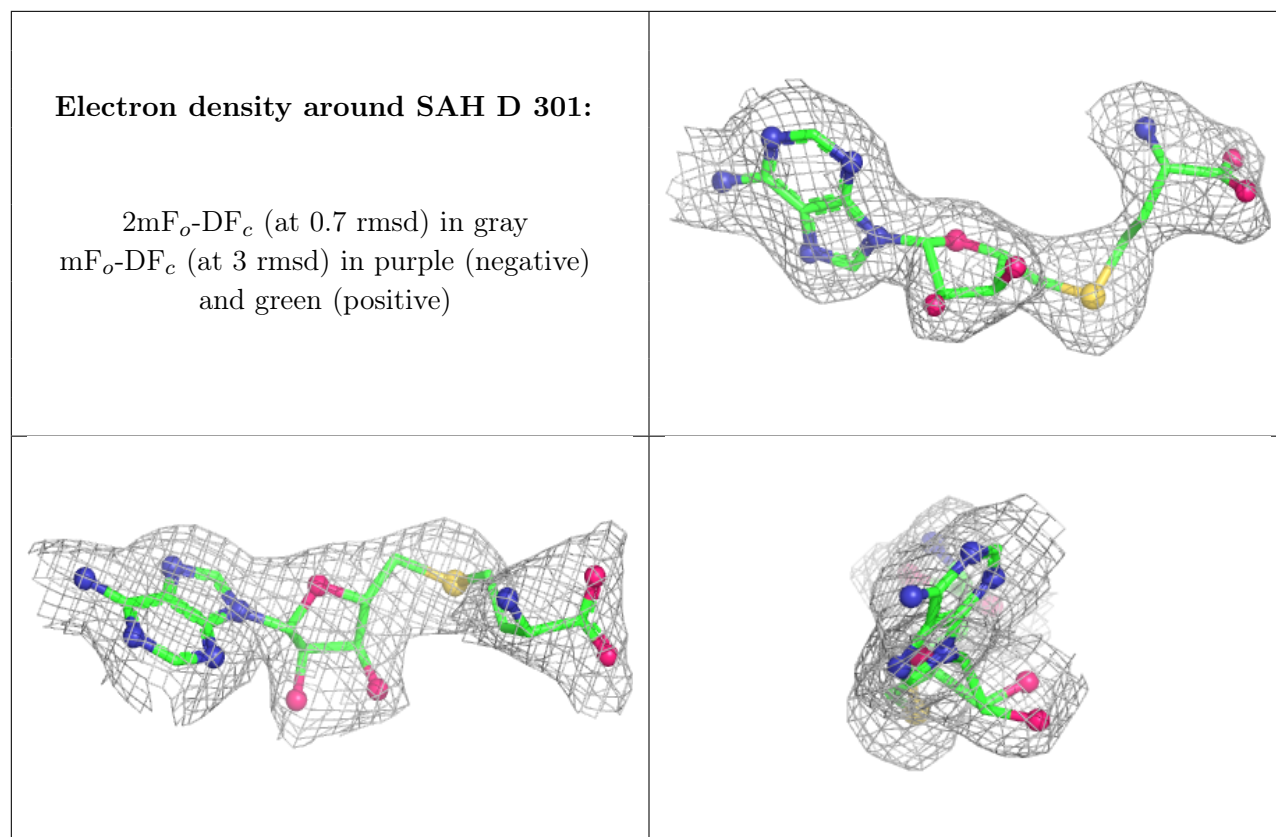 Electron density around SAH D 301:
2mFo-DFc (at 0.7 rmsd) in gray
mFo-DFc (at 3 rmsd) in purple (negative)
and green (positive)